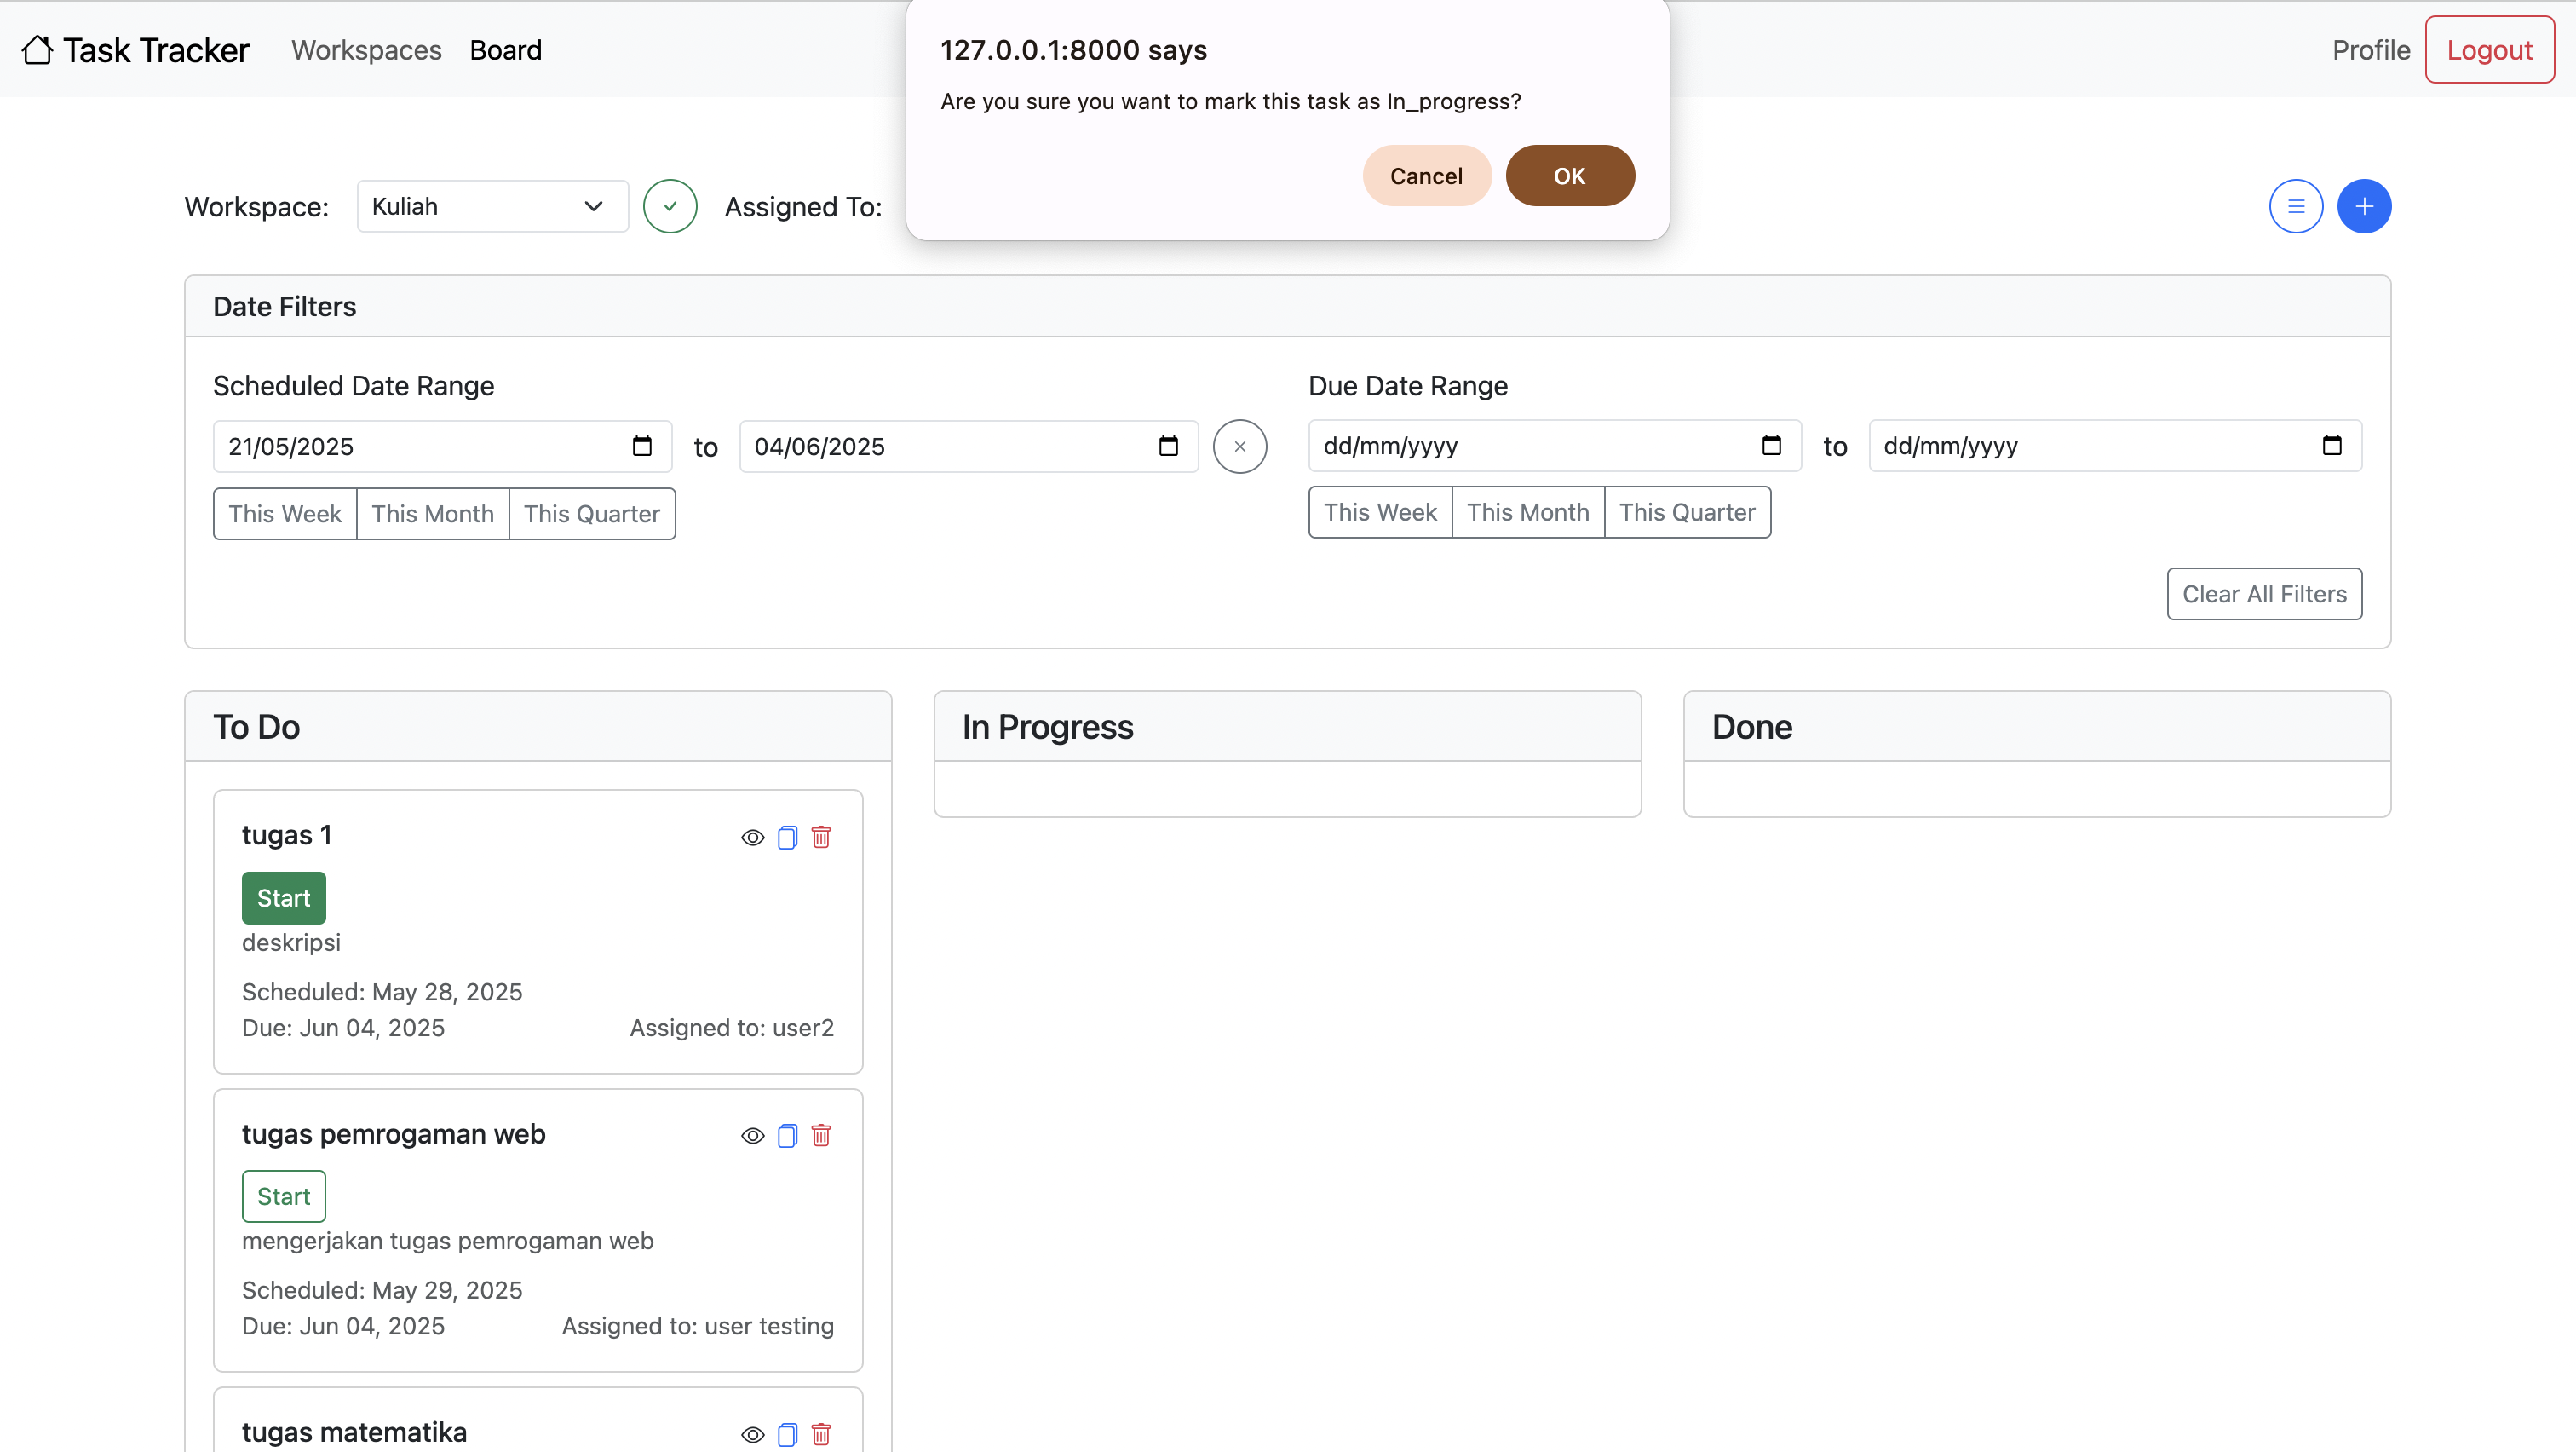 Task Tracker Workspaces Board
127.0.0.1:8000 says
Are you sure you want to mark this task as In_progress?
Cancel OK
Profile Logout
Workspace: Kuliah Assigned To:
Date Filters
Scheduled Date Range
21/05/2025 to 04/06/2025
This Week This Month This Quarter
Due Date Range
dd/mm/yyyy to dd/mm/yyyy
This Week This Month This Quarter
Clear All Filters
To Do
tugas 1
Start
deskripsi
Scheduled: May 28, 2025
Due: Jun 04, 2025 Assigned to: user2
tugas pemrogaman web
Start
mengerjakan tugas pemrogaman web
Scheduled: May 29, 2025
Due: Jun 04, 2025 Assigned to: user testing
tugas matematika
In Progress
Done